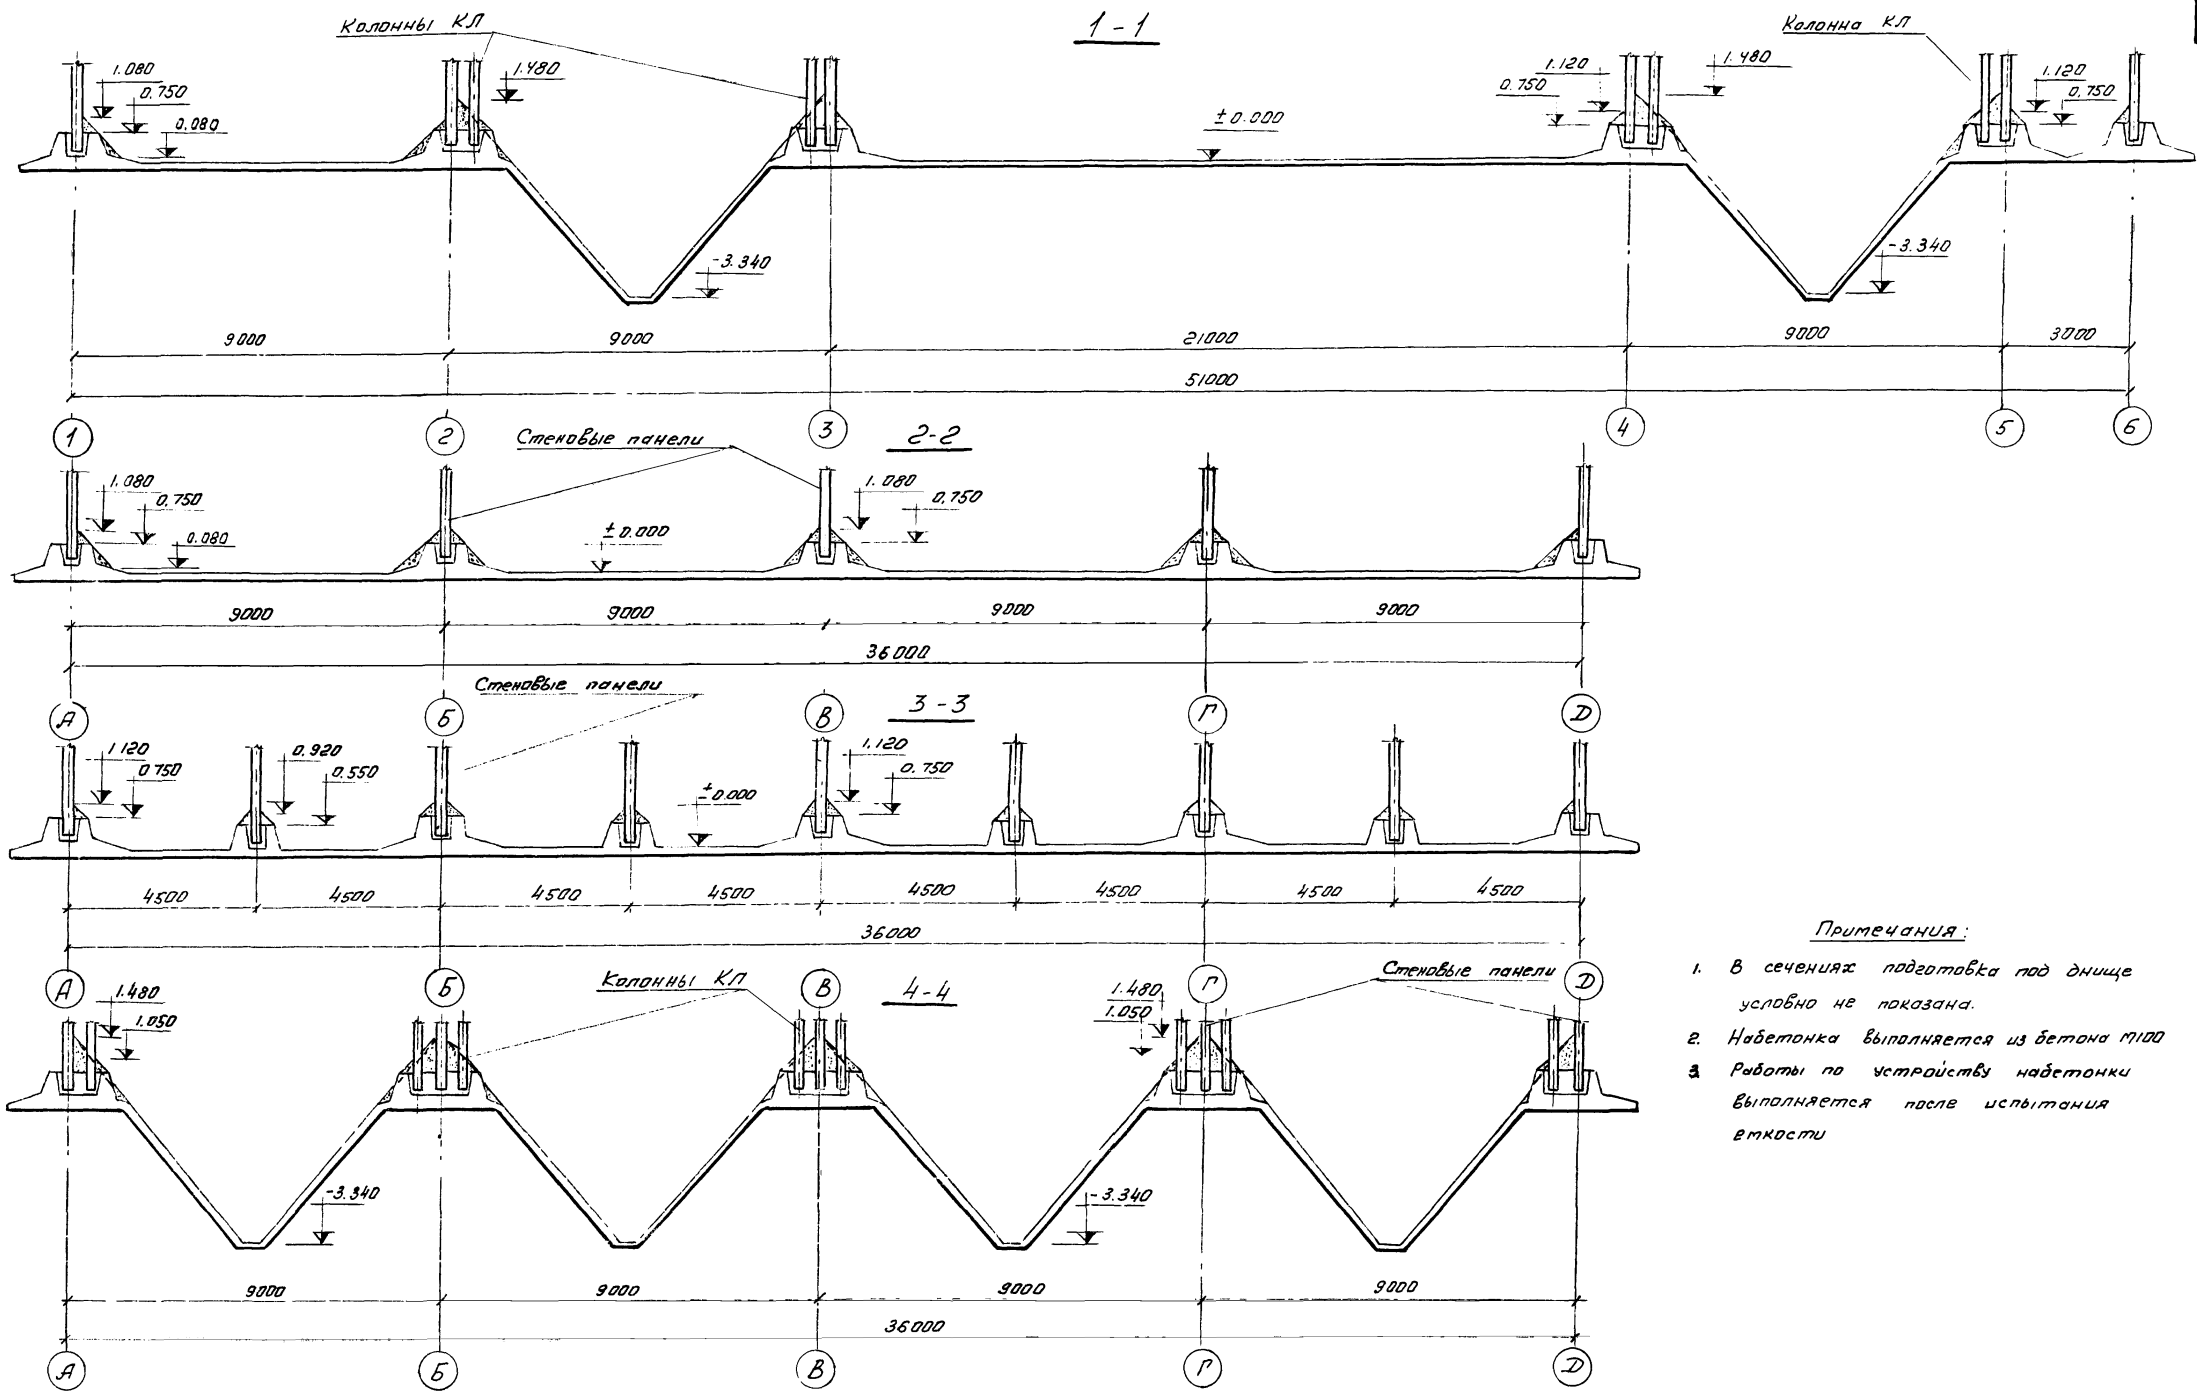 Колонны КЛ
1-1
Колонна КЛ
1.080
0.750
0.080
1.480
1.120
0.750
1.480
1.120
0.750
±0.000
-3.340
-3.340
9000
9000
21000
9000
3000
51000
1
2
3
4
5
6
Стеновые панели
2-2
1.080
0.750
0.080
±0.000
1.080
0.750
9000
9000
9000
9000
36000
А
Б
В
Г
Д
Стеновые панели
3-3
1.120
0.750
0.920
0.550
±0.000
1.120
0.750
4500
4500
4500
4500
4500
4500
4500
4500
36000
А
Б
В
Г
Д
Колонны КЛ
4-4
Стеновые панели
1.480
1.050
1.480
1.050
-3.340
-3.340
9000
9000
9000
9000
36000
А
Б
В
Г
Д
Примечания:
1. В сечениях подготовка под днище
условно не показана.
2. Набетонка выполняется из бетона М100
3 Работы по устройству набетонки
выполняется после испытания
емкости